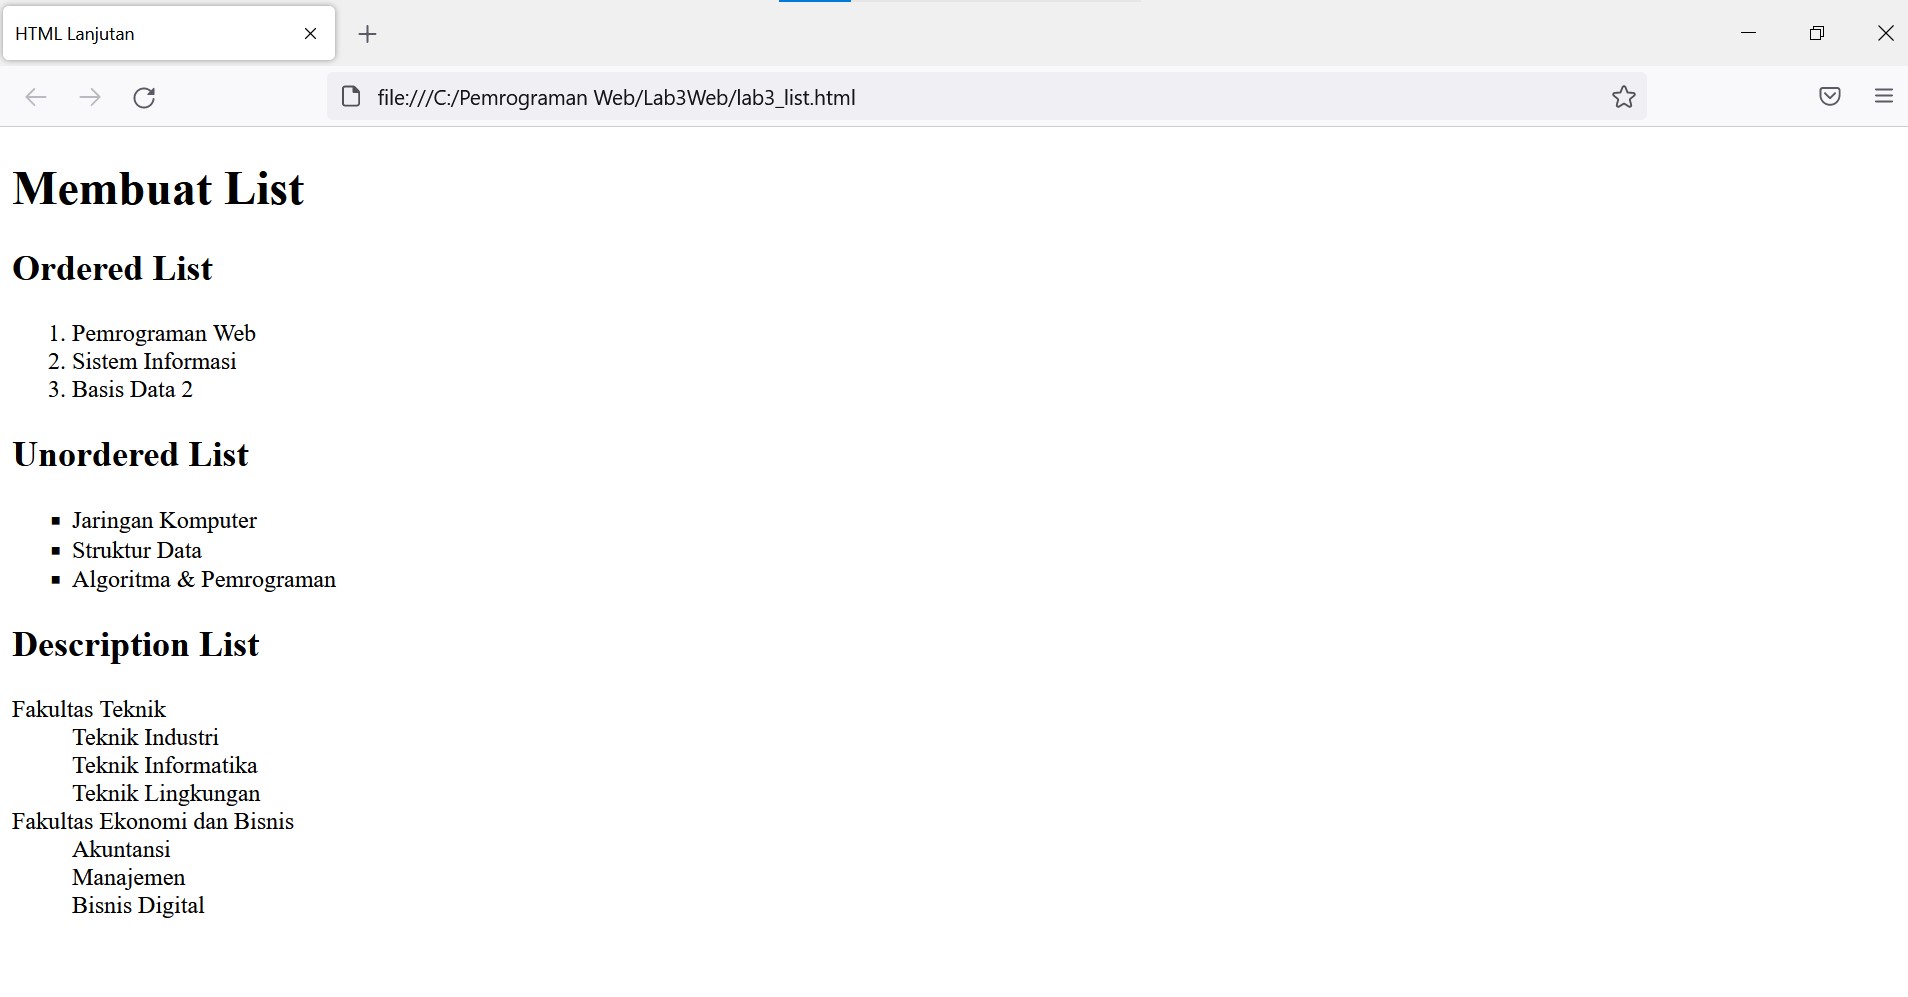 HTML Lanjutan
file:///C:/Pemrograman Web/Lab3Web/lab3_list.html
Membuat List
Ordered List
1. Pemrograman Web
2. Sistem Informasi
3. Basis Data 2
Unordered List
▪ Jaringan Komputer
▪ Struktur Data
▪ Algoritma & Pemrograman
Description List
Fakultas Teknik
Teknik Industri
Teknik Informatika
Teknik Lingkungan
Fakultas Ekonomi dan Bisnis
Akuntansi
Manajemen
Bisnis Digital